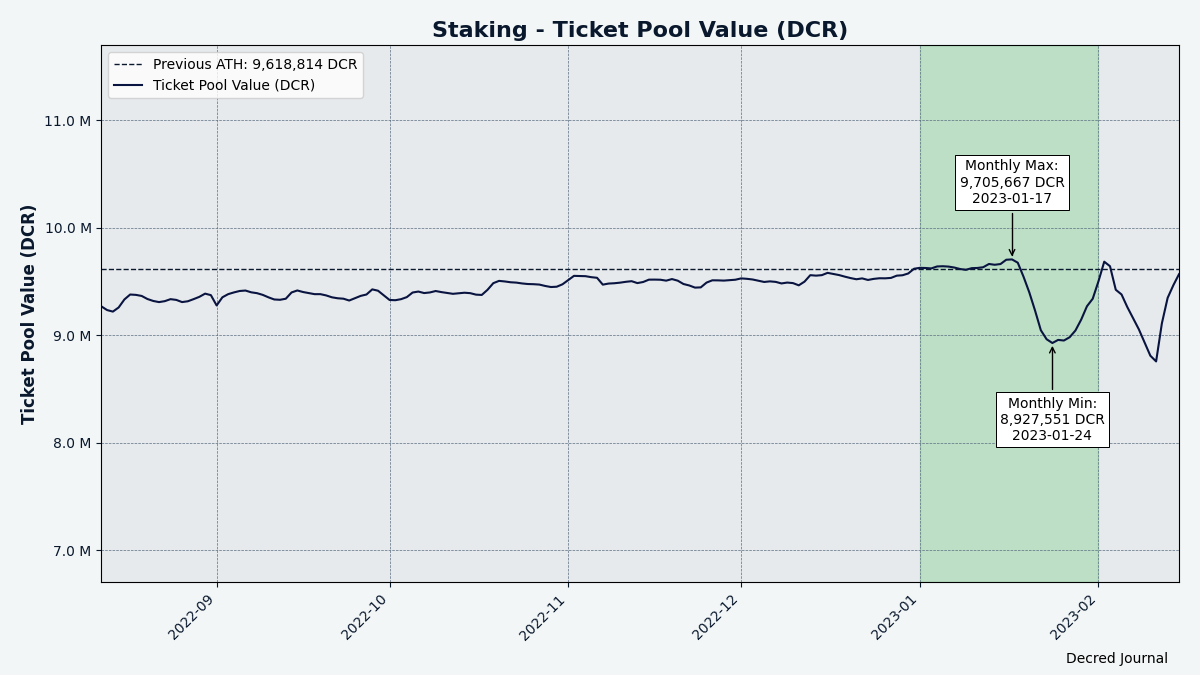 Staking - Ticket Pool Value (DCR)
Previous ATH: 9,618,814 DCR
Ticket Pool Value (DCR)
Ticket Pool Value (DCR)
11.0 M
10.0 M
9.0 M
8.0 M
7.0 M
Monthly Max:
9,705,667 DCR
2023-01-17
Monthly Min:
8,927,551 DCR
2023-01-24
2022-09
2022-10
2022-11
2022-12
2023-01
2023-02
Decred Journal